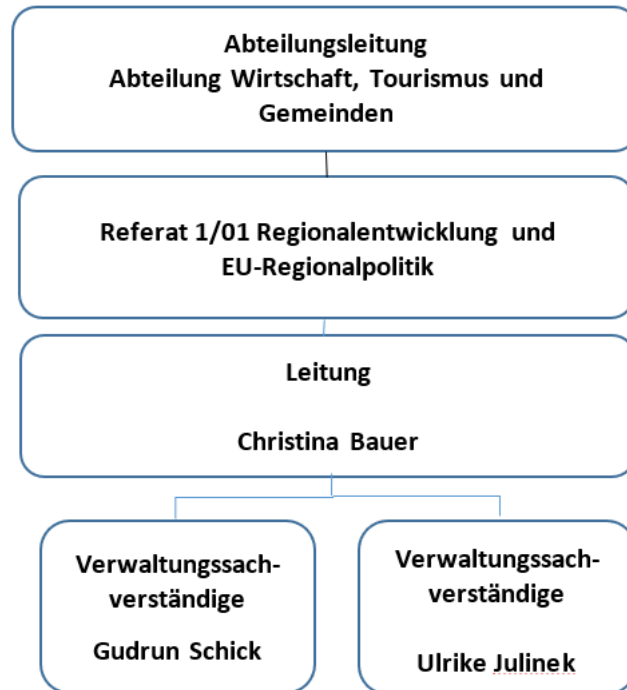 Abteilungsleitung
Abteilung Wirtschaft, Tourismus und
Gemeinden
Referat 1/01 Regionalentwicklung und
EU-Regionalpolitik
Leitung
Christina Bauer
Verwaltungssach-
verständige
Gudrun Schick
Verwaltungssach-
verständige
Ulrike Julinek